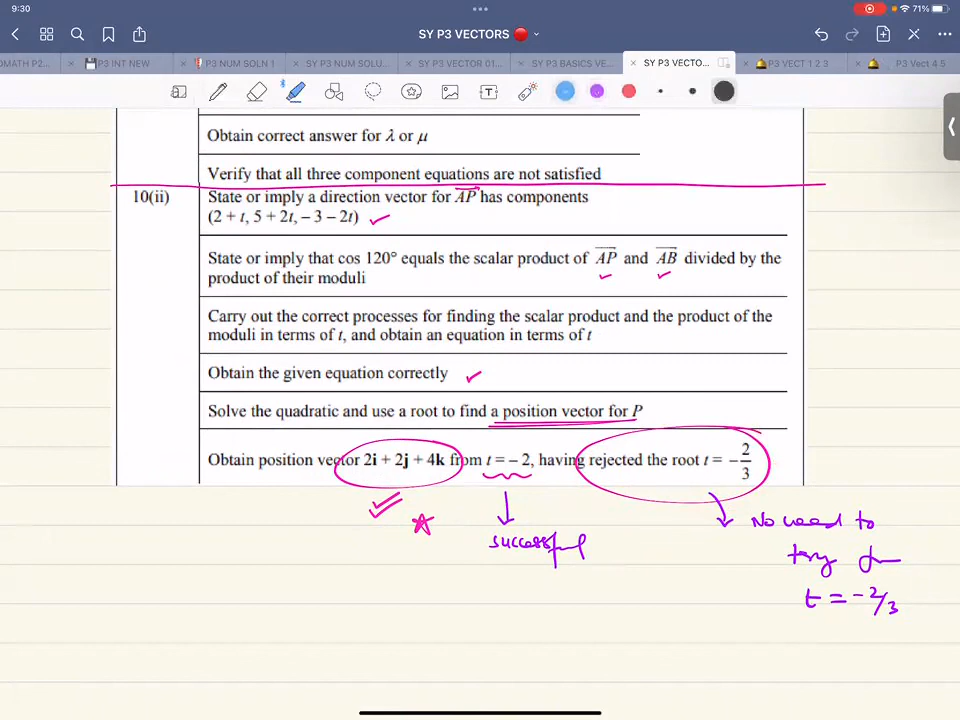 9:30
71%
SY P3 VECTORS
OMATH P2...
P3 INT NEW
P3 NUM SOLN 1
SY P3 NUM SOLU...
SY P3 VECTOR 01...
SY P3 BASICS VE...
SY P3 VECTO...
P3 VECT 1 2 3
P3 Vect 4 5
Obtain correct answer for λ or μ
Verify that all three component equations are not satisfied
10(ii) State or imply a direction vector for AP has components
(2 + t, 5 + 2t, – 3 – 2t)
State or imply that cos 120° equals the scalar product of AP and AB divided by the
product of their moduli
Carry out the correct processes for finding the scalar product and the product of the
moduli in terms of t, and obtain an equation in terms of t
Obtain the given equation correctly
Solve the quadratic and use a root to find a position vector for P
Obtain position vector 2i + 2j + 4k from t = – 2, having rejected the root t = – 2/3
successful
No need to
try for
t = -2/3